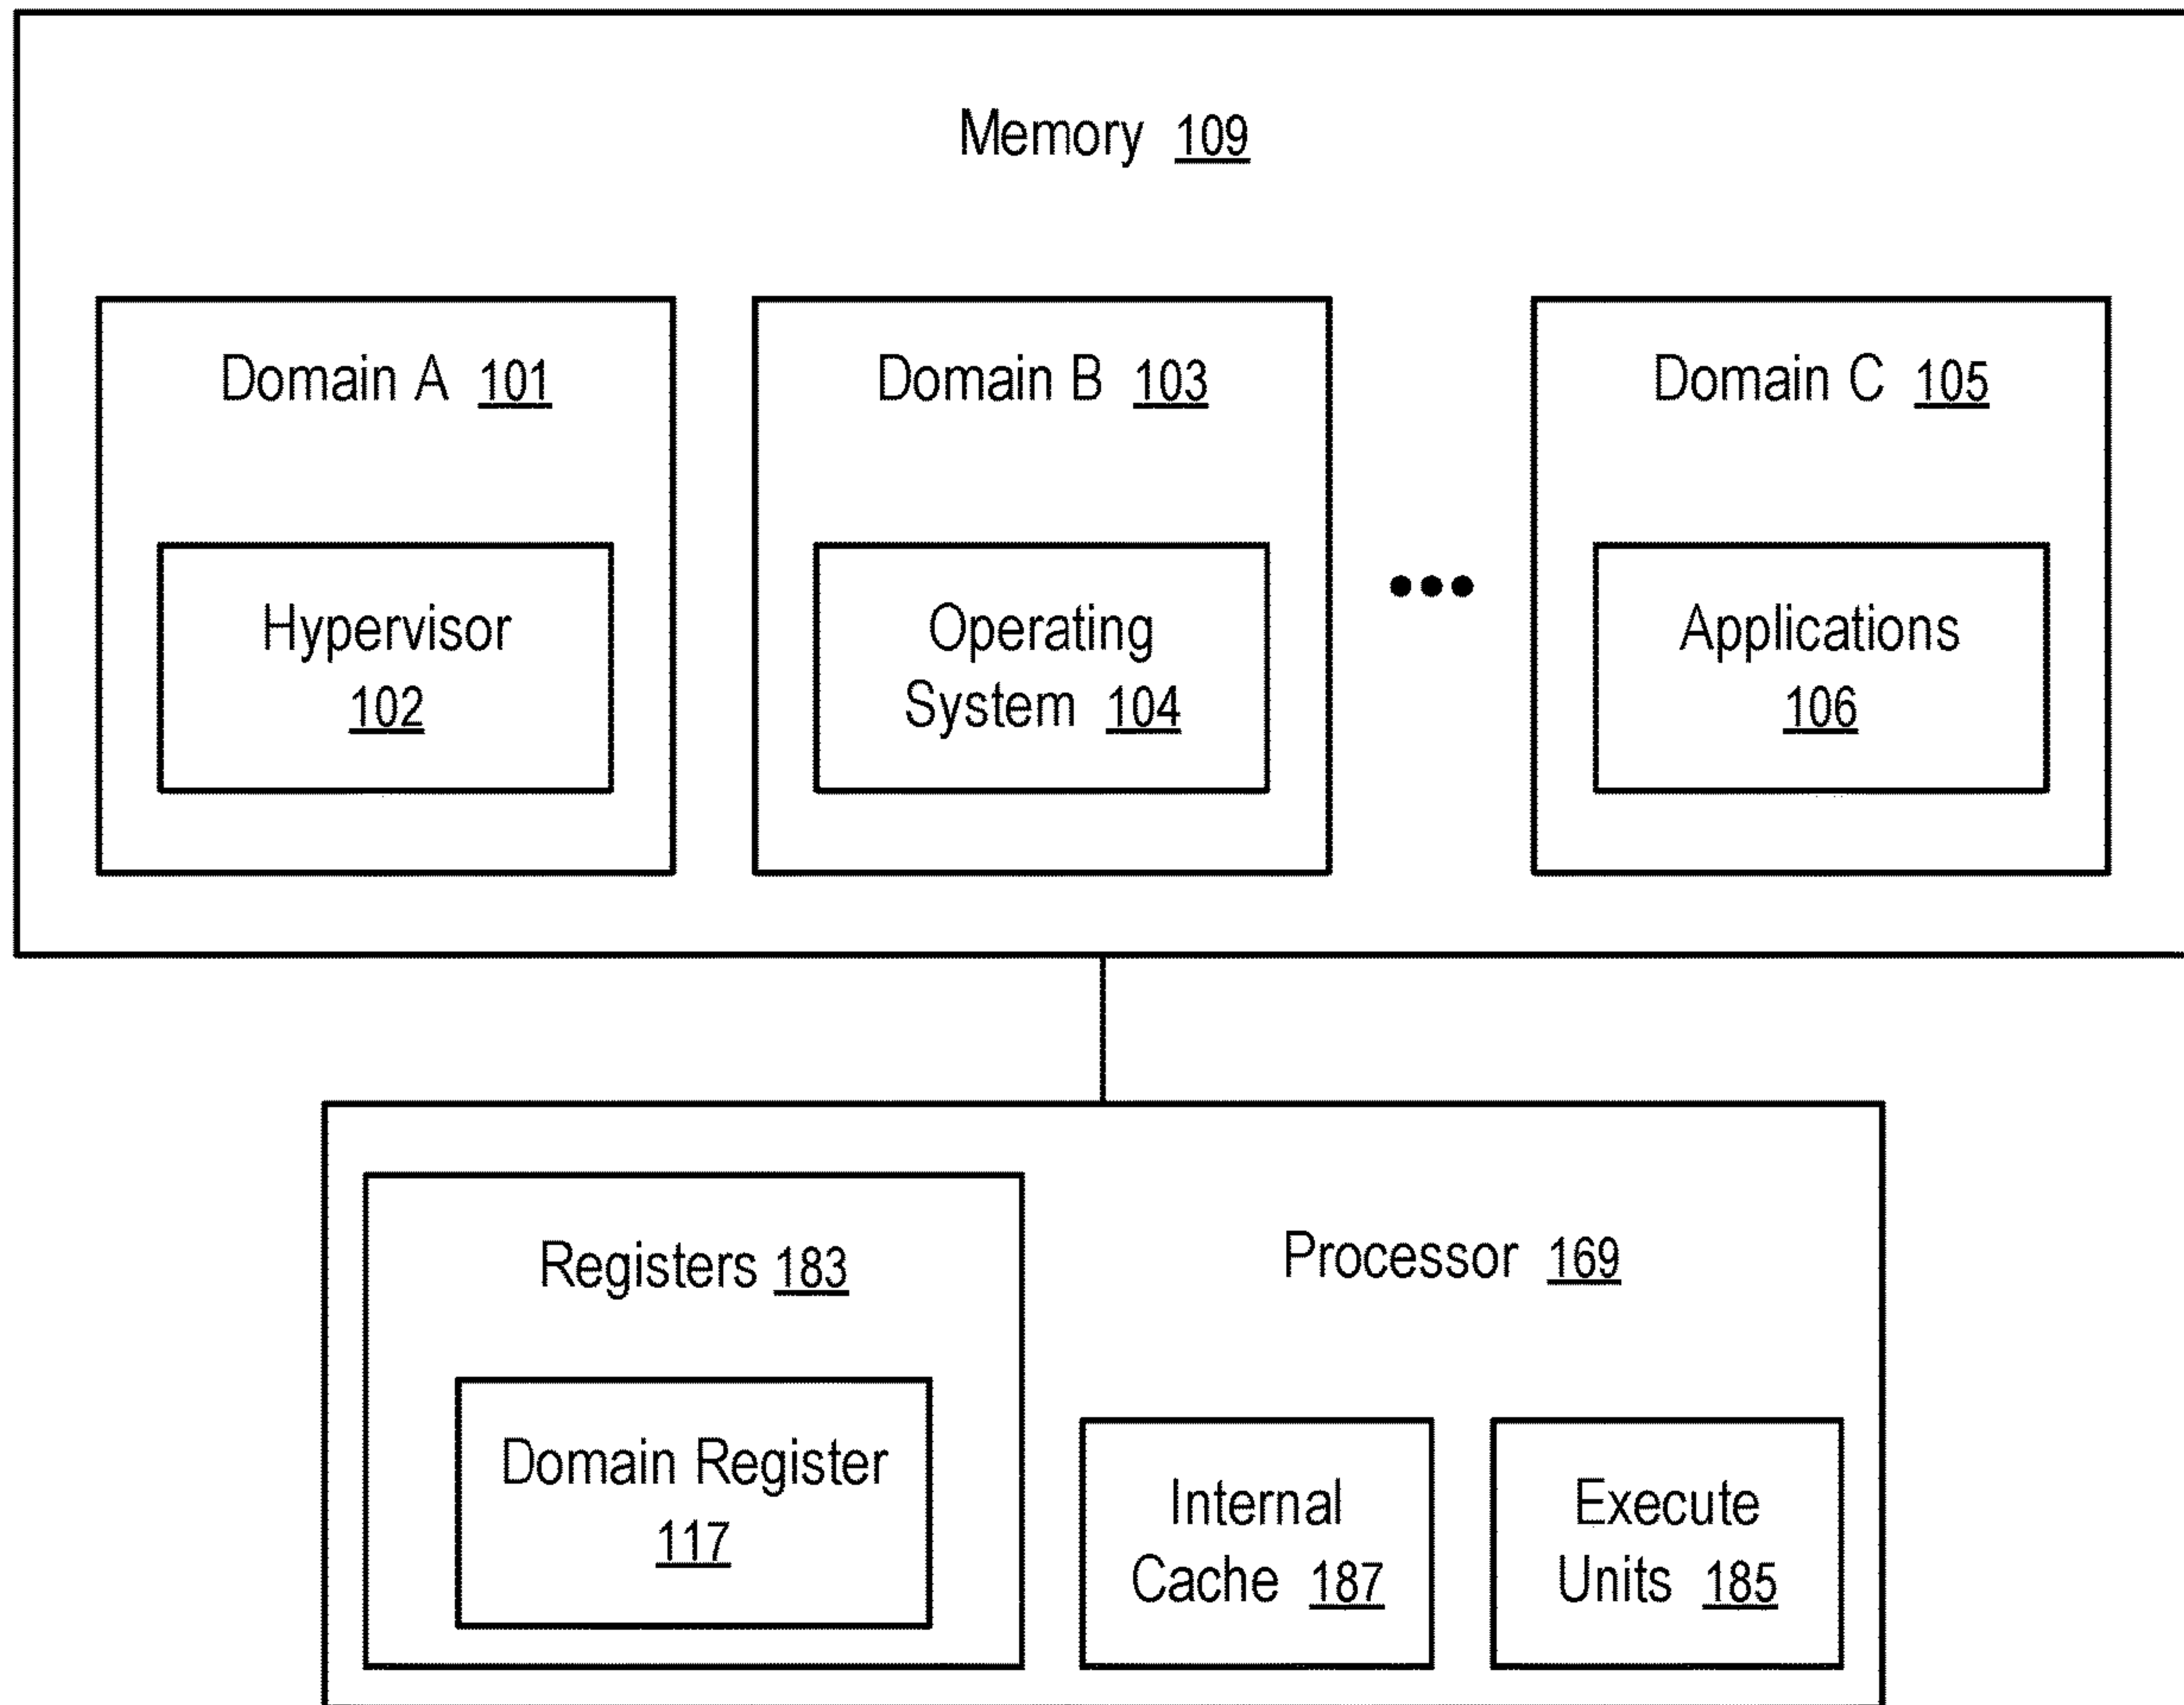 Memory 109
Domain A 101
Domain B 103
Domain C 105
Hypervisor
102
Operating
System 104
Applications
106
Registers 183
Processor 169
Domain Register
117
Internal
Cache 187
Execute
Units 185